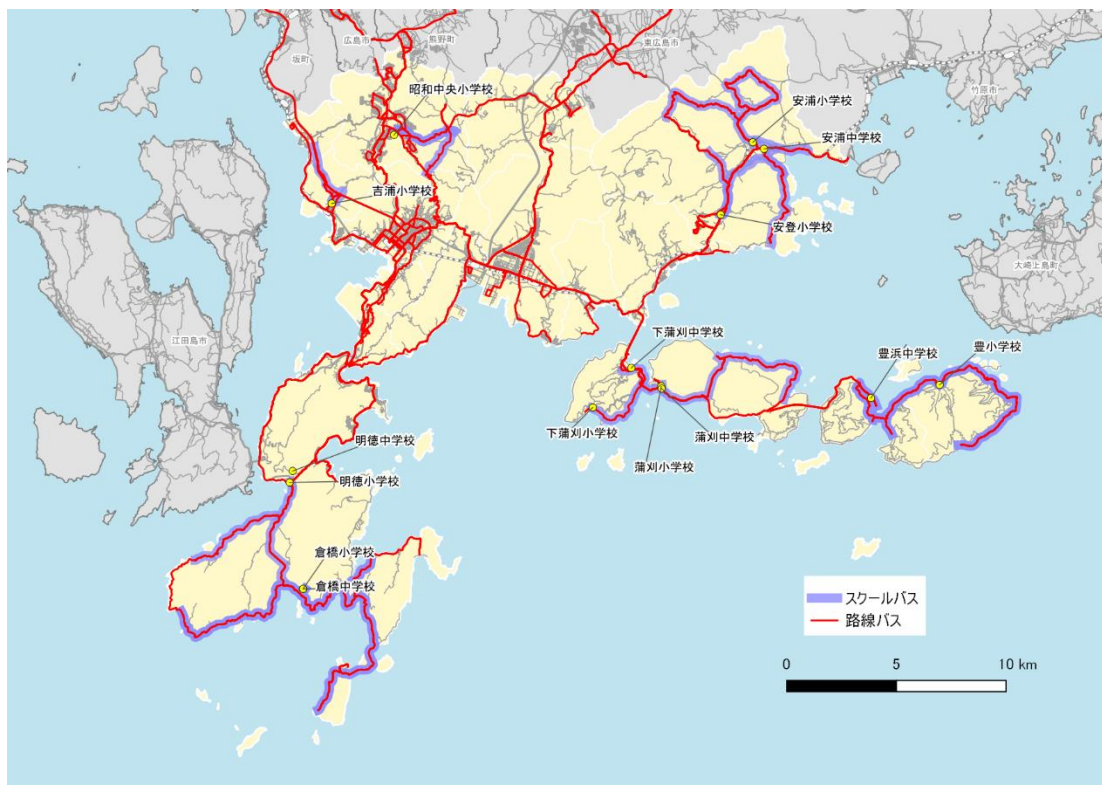 広島市
熊野町
東広島市
坂町
竹原市
昭和中央小学校
安浦小学校
安浦中学校
吉浦小学校
安登小学校
大崎上島町
江田島市
下蒲刈中学校
豊浜中学校
豊小学校
下蒲刈小学校
蒲刈中学校
蒲刈小学校
明徳中学校
明徳小学校
倉橋小学校
倉橋中学校
スクールバス
路線バス
0 5 10 km